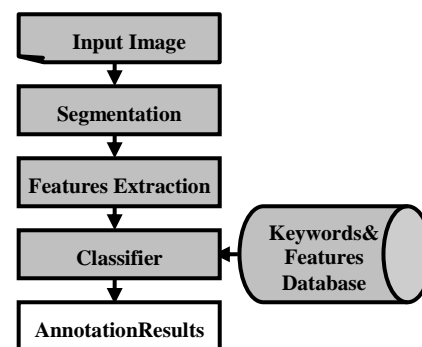 Input Image
Segmentation
Features Extraction
Classifier
Keywords&
Features
Database
AnnotationResults